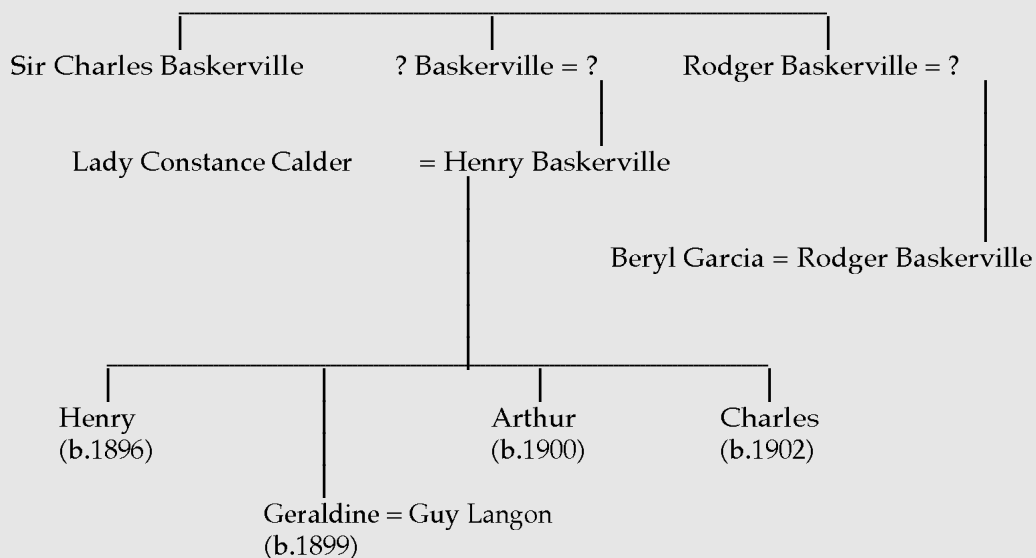 Sir Charles Baskerville ? Baskerville = ? Rodger Baskerville = ?
Lady Constance Calder = Henry Baskerville
Beryl Garcia = Rodger Baskerville
Henry Arthur Charles
(b.1896) (b.1900) (b.1902)
Geraldine = Guy Langon
(b.1899)